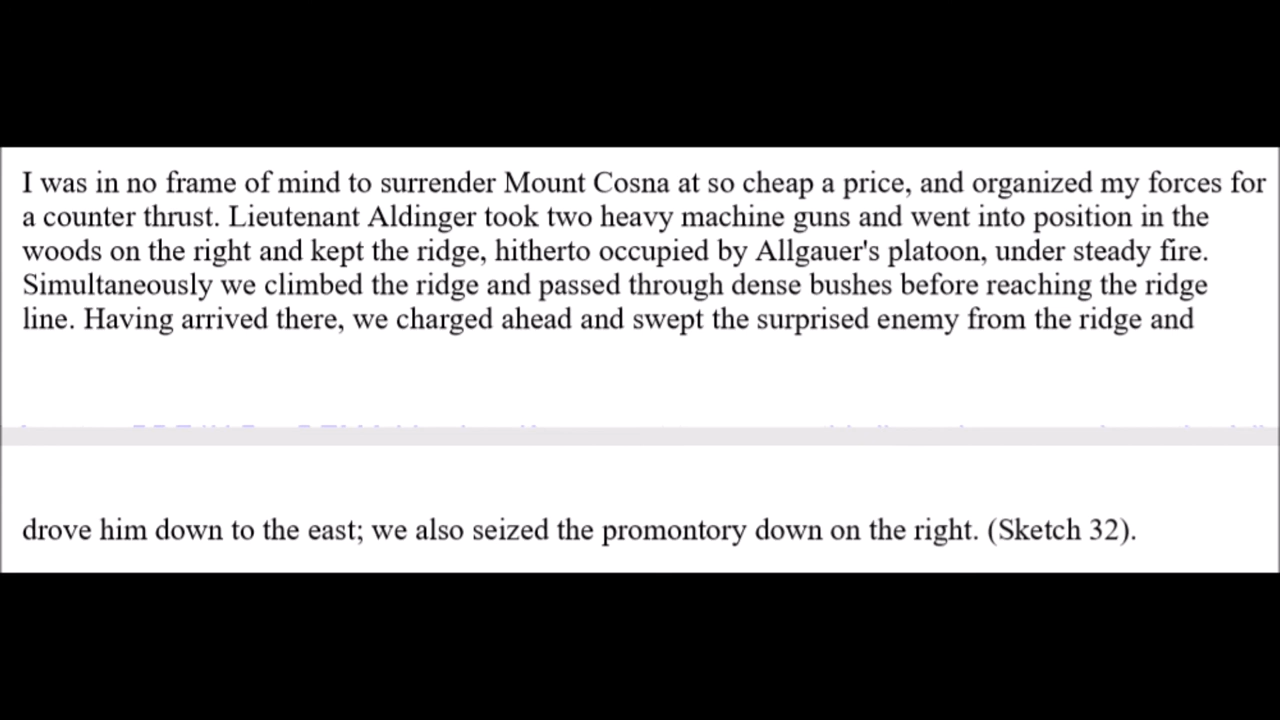 I was in no frame of mind to surrender Mount Cosna at so cheap a price, and organized my forces for
a counter thrust. Lieutenant Aldinger took two heavy machine guns and went into position in the
woods on the right and kept the ridge, hitherto occupied by Allgauer's platoon, under steady fire.
Simultaneously we climbed the ridge and passed through dense bushes before reaching the ridge
line. Having arrived there, we charged ahead and swept the surprised enemy from the ridge and
drove him down to the east; we also seized the promontory down on the right. (Sketch 32).